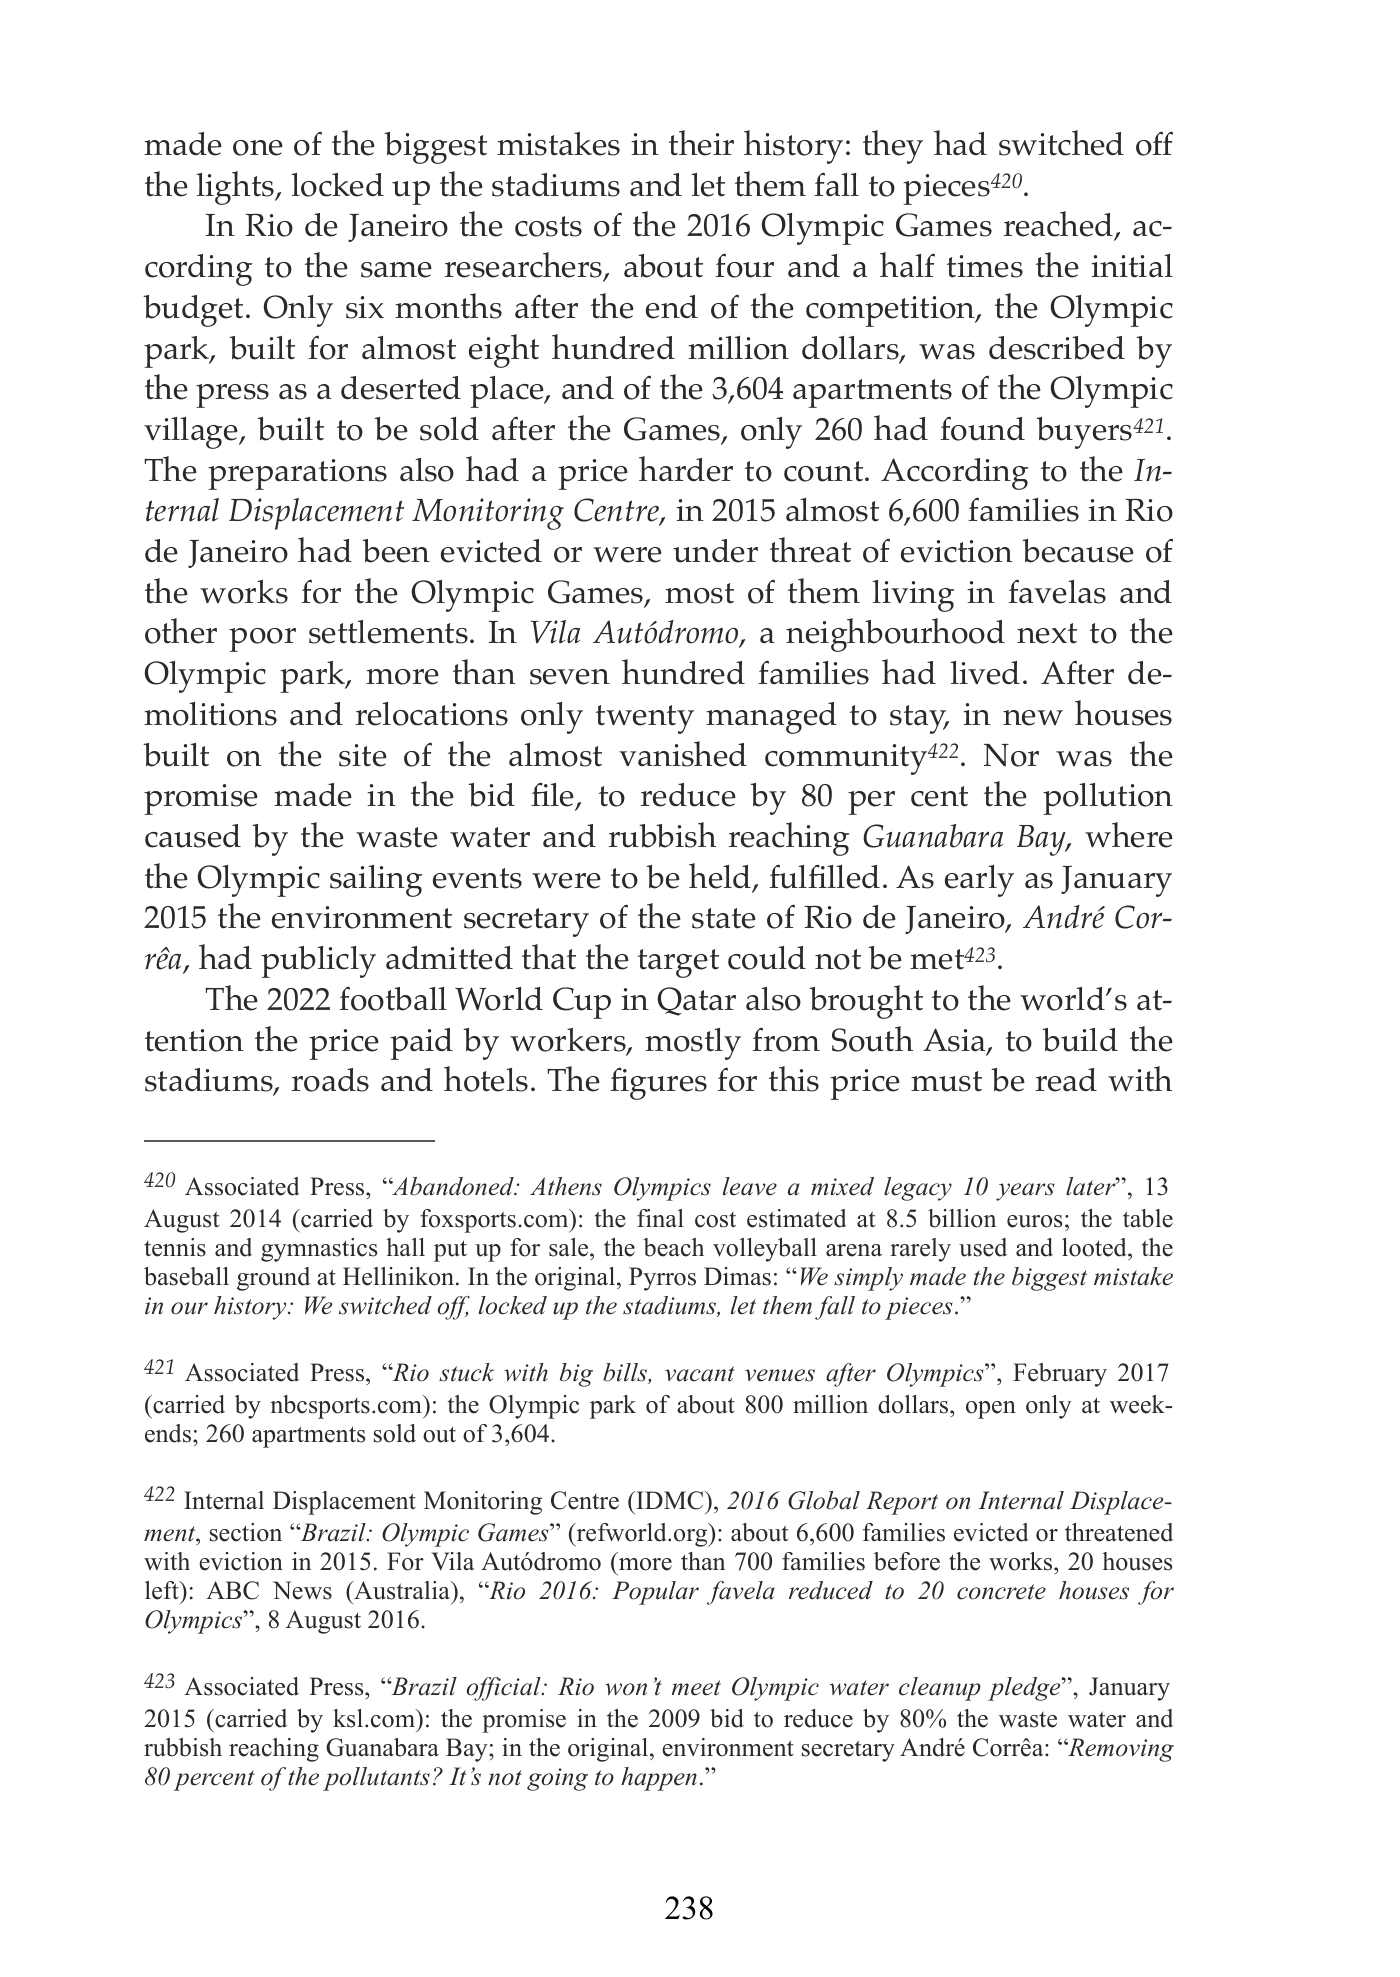 made one of the biggest mistakes in their history: they had switched off
the lights, locked up the stadiums and let them fall to pieces420.
In Rio de Janeiro the costs of the 2016 Olympic Games reached, ac-
cording to the same researchers, about four and a half times the initial
budget. Only six months after the end of the competition, the Olympic
park, built for almost eight hundred million dollars, was described by
the press as a deserted place, and of the 3,604 apartments of the Olympic
village, built to be sold after the Games, only 260 had found buyers421.
The preparations also had a price harder to count. According to the In-
ternal Displacement Monitoring Centre, in 2015 almost 6,600 families in Rio
de Janeiro had been evicted or were under threat of eviction because of
the works for the Olympic Games, most of them living in favelas and
other poor settlements. In Vila Autódromo, a neighbourhood next to the
Olympic park, more than seven hundred families had lived. After de-
molitions and relocations only twenty managed to stay, in new houses
built on the site of the almost vanished community422. Nor was the
promise made in the bid file, to reduce by 80 per cent the pollution
caused by the waste water and rubbish reaching Guanabara Bay, where
the Olympic sailing events were to be held, fulfilled. As early as January
2015 the environment secretary of the state of Rio de Janeiro, André Cor-
rêa, had publicly admitted that the target could not be met423.
The 2022 football World Cup in Qatar also brought to the world's at-
tention the price paid by workers, mostly from South Asia, to build the
stadiums, roads and hotels. The figures for this price must be read with
420 Associated Press, “Abandoned: Athens Olympics leave a mixed legacy 10 years later”, 13
August 2014 (carried by foxsports.com): the final cost estimated at 8.5 billion euros; the table
tennis and gymnastics hall put up for sale, the beach volleyball arena rarely used and looted, the
baseball ground at Hellinikon. In the original, Pyrros Dimas: “We simply made the biggest mistake
in our history: We switched off, locked up the stadiums, let them fall to pieces.”
421 Associated Press, “Rio stuck with big bills, vacant venues after Olympics”, February 2017
(carried by nbcsports.com): the Olympic park of about 800 million dollars, open only at week-
ends; 260 apartments sold out of 3,604.
422 Internal Displacement Monitoring Centre (IDMC), 2016 Global Report on Internal Displace-
ment, section “Brazil: Olympic Games” (refworld.org): about 6,600 families evicted or threatened
with eviction in 2015. For Vila Autódromo (more than 700 families before the works, 20 houses
left): ABC News (Australia), “Rio 2016: Popular favela reduced to 20 concrete houses for
Olympics”, 8 August 2016.
423 Associated Press, “Brazil official: Rio won't meet Olympic water cleanup pledge”, January
2015 (carried by ksl.com): the promise in the 2009 bid to reduce by 80% the waste water and
rubbish reaching Guanabara Bay; in the original, environment secretary André Corrêa: “Removing
80 percent of the pollutants? It's not going to happen.”
238